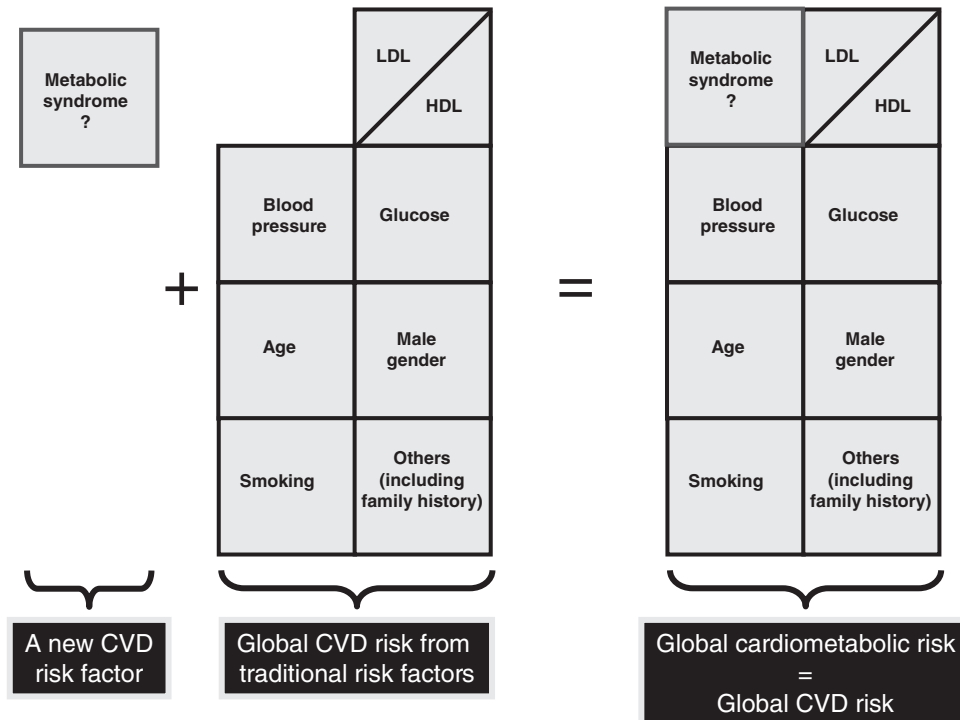 Metabolic
syndrome
?
+
LDL
HDL
Blood
pressure
Glucose
Age
Male
gender
Smoking
Others
(including
family history)
=
Metabolic
syndrome
?
LDL
HDL
Blood
pressure
Glucose
Age
Male
gender
Smoking
Others
(including
family history)
A new CVD
risk factor
Global CVD risk from
traditional risk factors
Global cardiometabolic risk
=
Global CVD risk